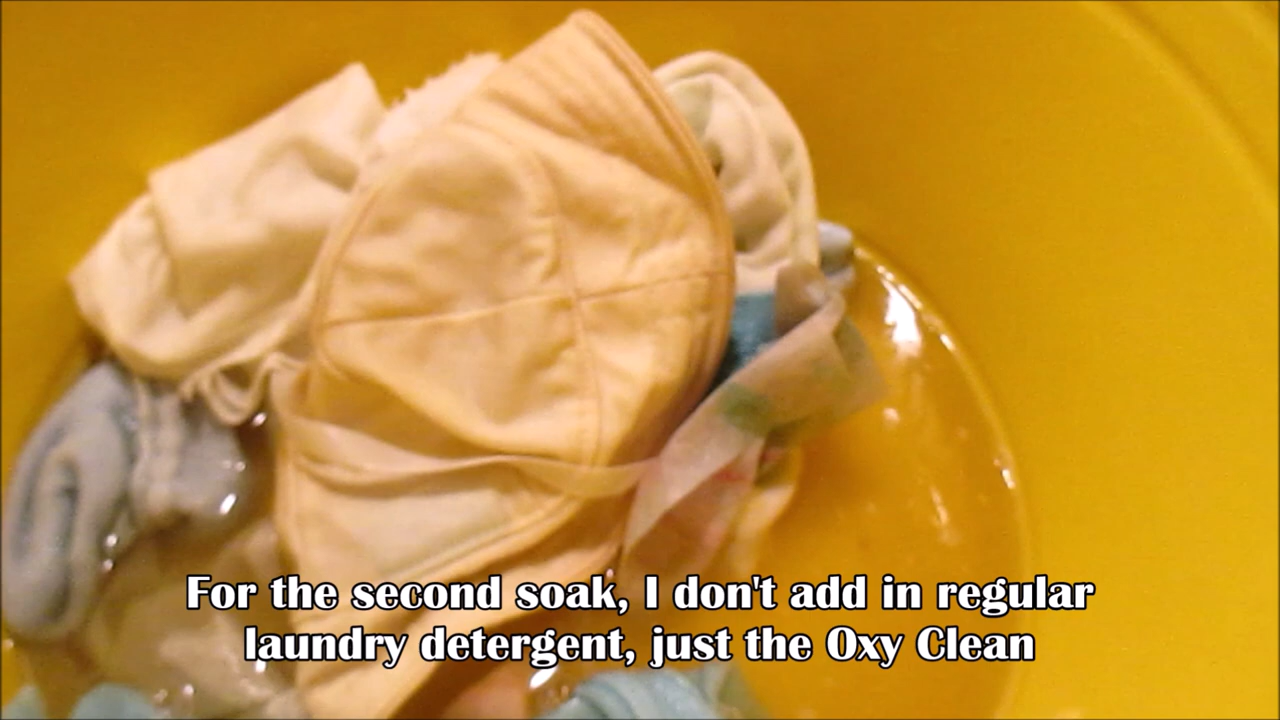 For the second soak, I don't add in regular
laundry detergent, just the Oxy Clean